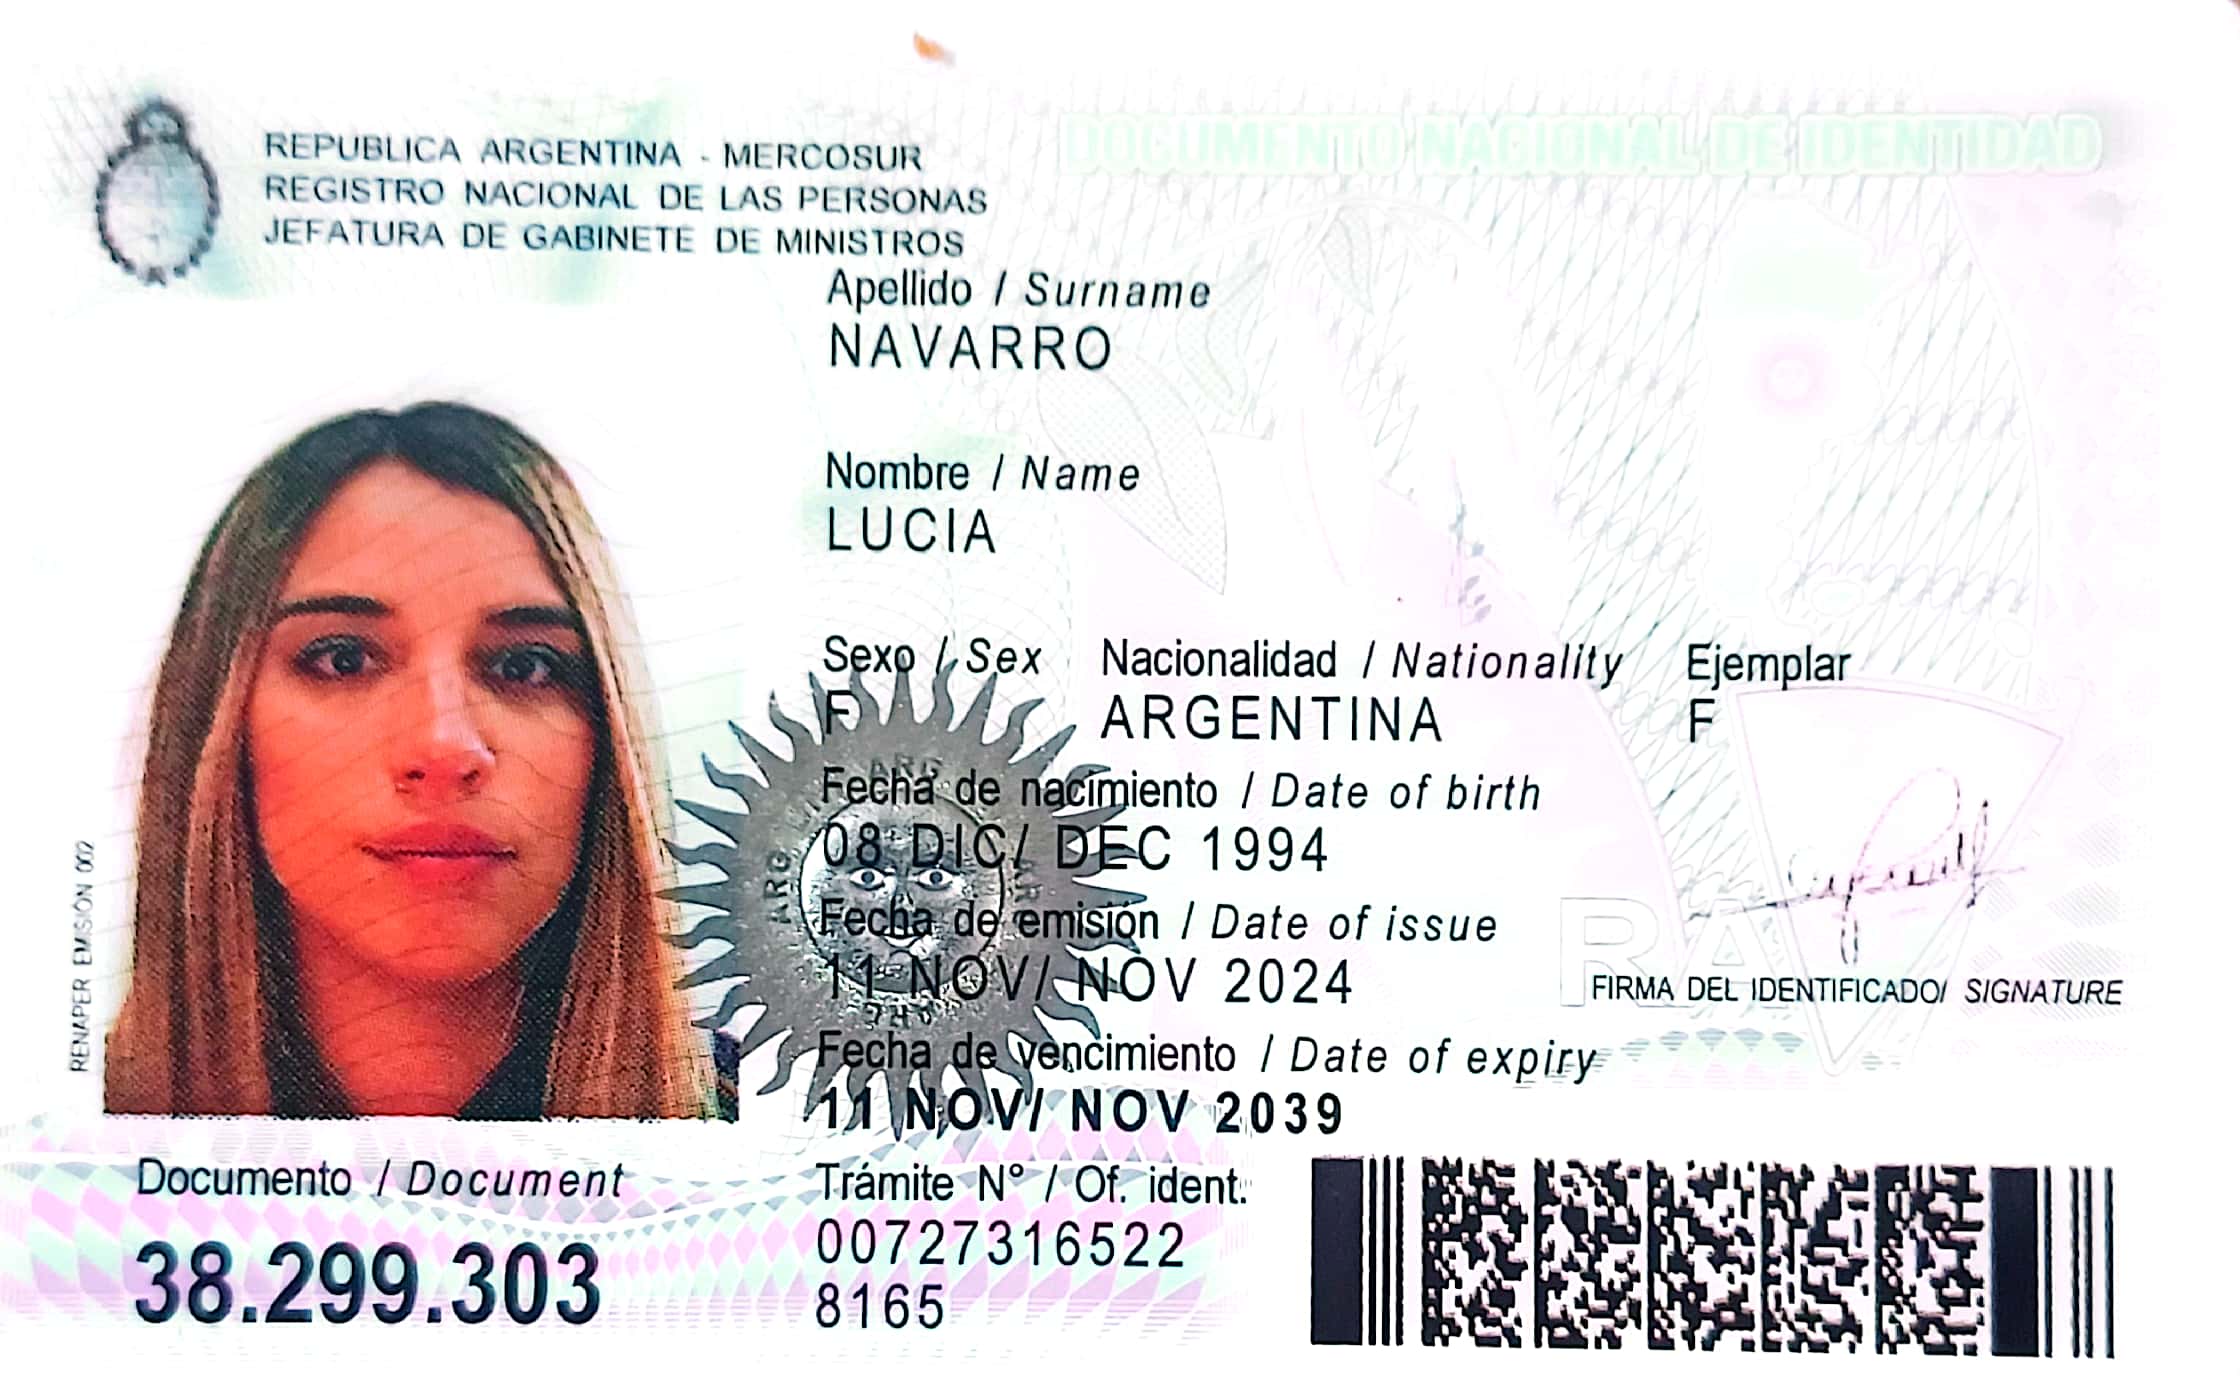 DOCUMENTO NACIONAL DE IDENTIDAD
REPUBLICA ARGENTINA - MERCOSUR
REGISTRO NACIONAL DE LAS PERSONAS
JEFATURA DE GABINETE DE MINISTROS
Apellido / Surname
NAVARRO
Nombre / Name
LUCIA
Sexo / Sex Nacionalidad / Nationality Ejemplar
F ARGENTINA F
Fecha de nacimiento / Date of birth
08 DIC/ DEC 1994
Fecha de emisión / Date of issue
11 NOV/ NOV 2024
FIRMA DEL IDENTIFICADO/ SIGNATURE
Fecha de vencimiento / Date of expiry
11 NOV/ NOV 2039
RENAPER EMISIÓN 002
ARG
ARG
RA
Documento / Document
38.299.303
Trámite Nº / Of. ident.
00727316522
8165